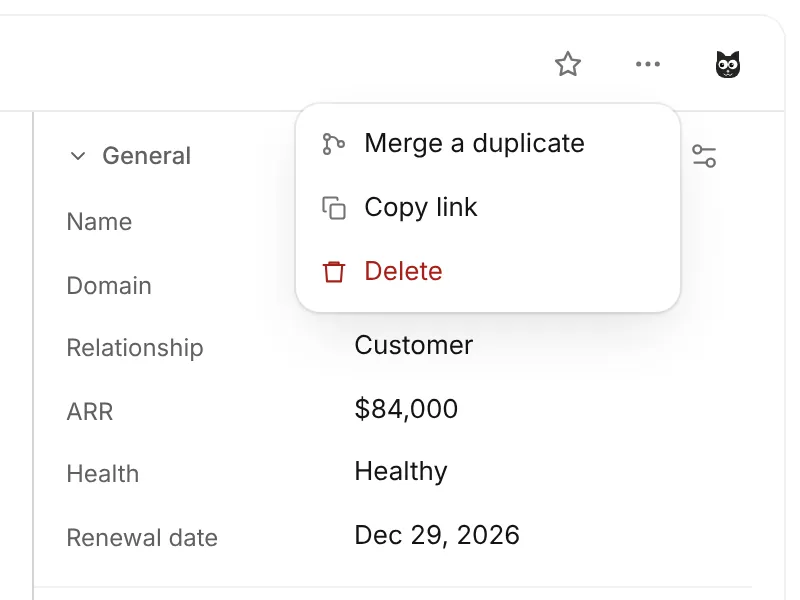 General
Merge a duplicate
Copy link
Delete
Name
Domain
Relationship Customer
ARR $84,000
Health Healthy
Renewal date Dec 29, 2026